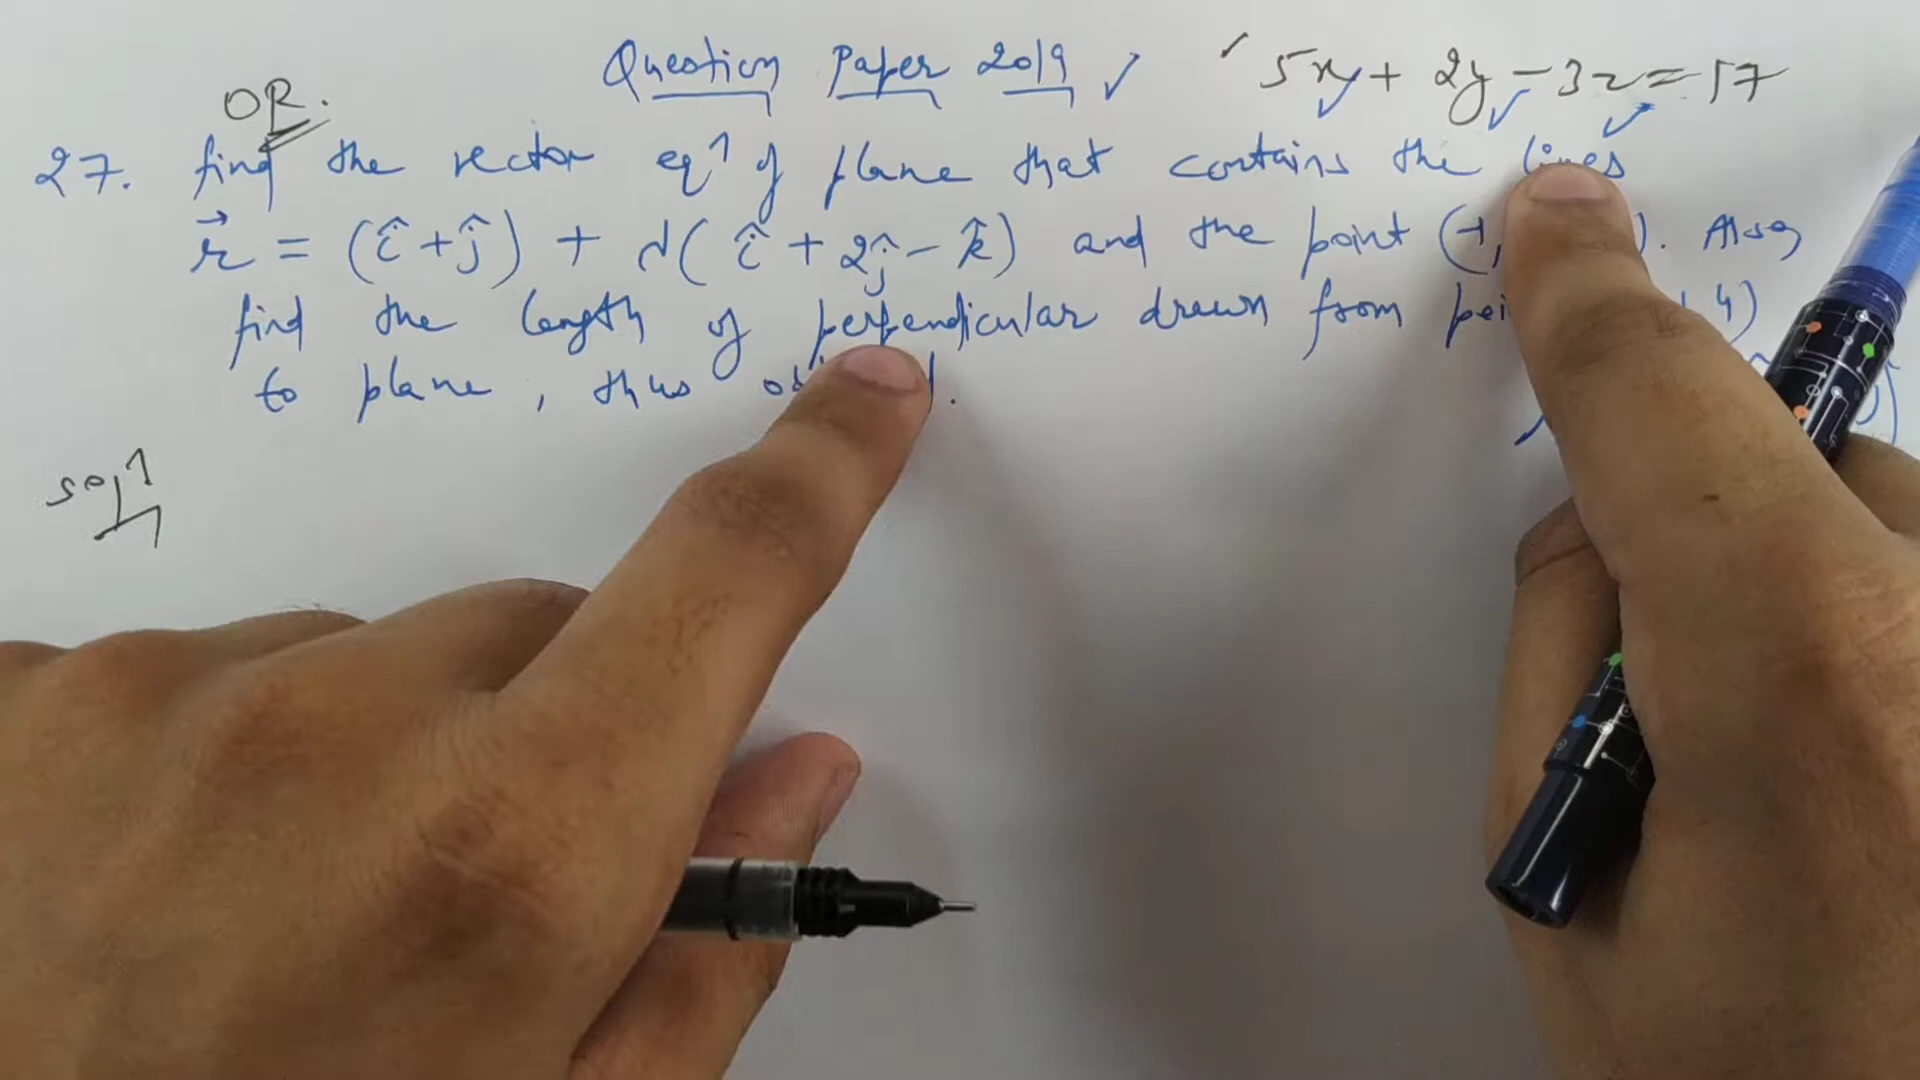 Question Paper 2019 ✓ ✓ 5x + 2y - 3z = 17
OR.
27. find the vector eqn of plane that contains the lines
r⃗ = (î+ĵ) + λ(î + 2ĵ - k̂) and the point (-1, ). Also
find the length of perpendicular drawn from 4)
to plane, thus
soln